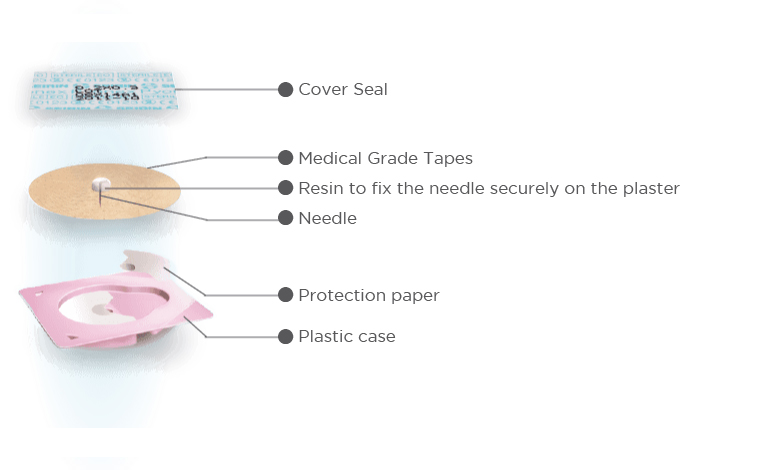 Cover Seal
Medical Grade Tapes
Resin to fix the needle securely on the plaster
Needle
Protection paper
Plastic case